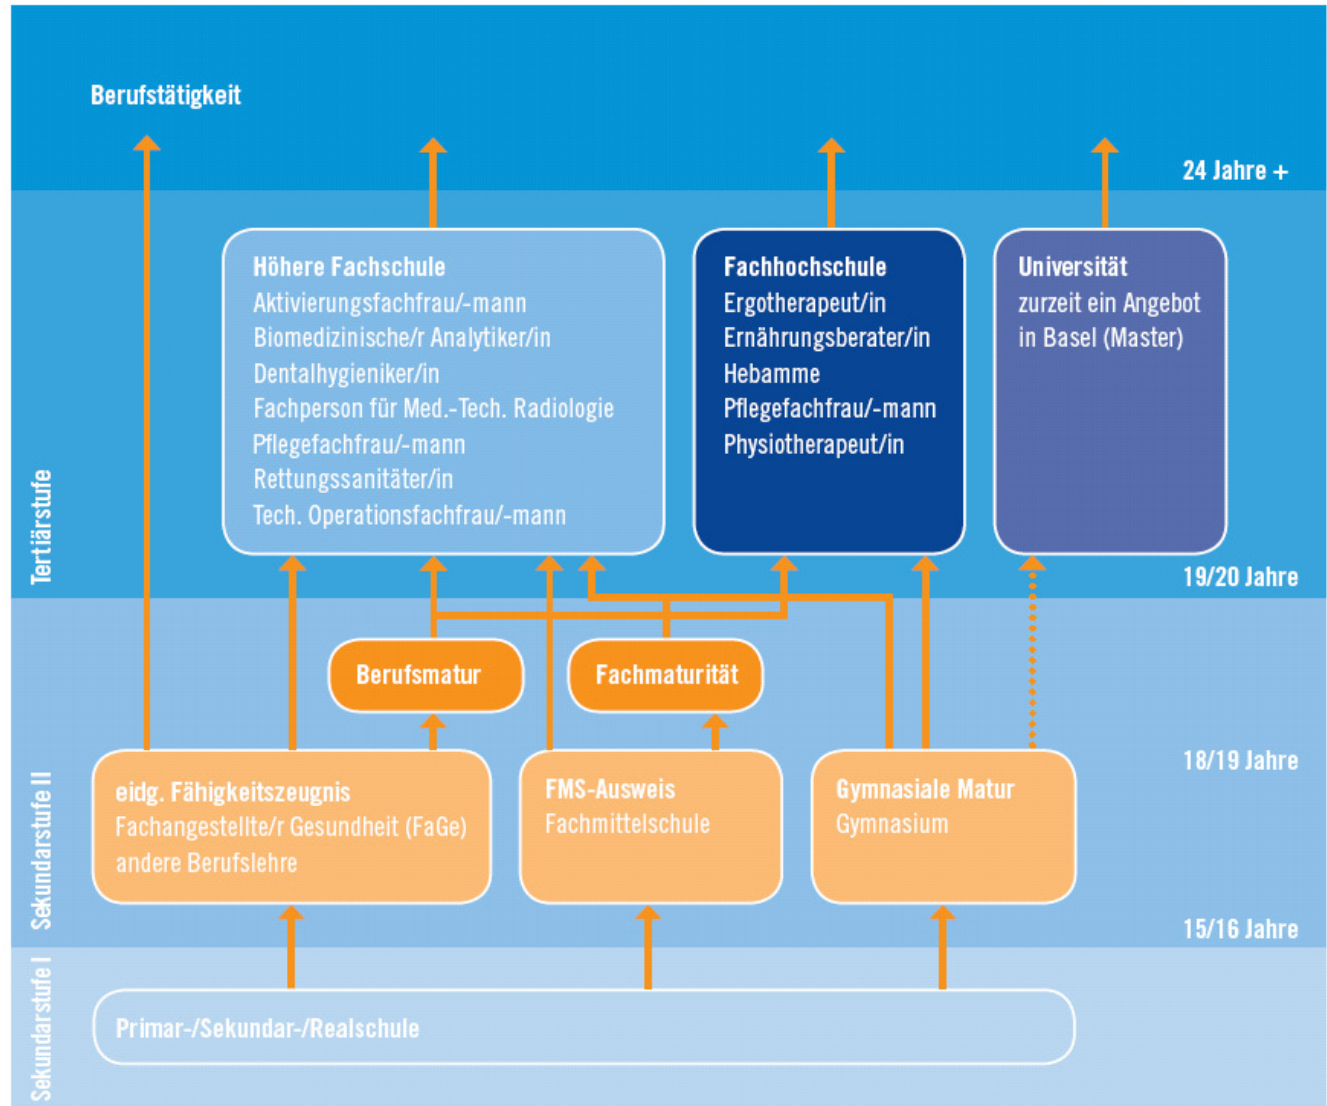 Berufstätigkeit
24 Jahre +
Höhere Fachschule
Aktivierungsfachfrau/-mann
Biomedizinische/r Analytiker/in
Dentalhygieniker/in
Fachperson für Med.-Tech. Radiologie
Pflegefachfrau/-mann
Rettungssanitäter/in
Tech. Operationsfachfrau/-mann
Fachhochschule
Ergotherapeut/in
Ernährungsberater/in
Hebamme
Pflegefachfrau/-mann
Physiotherapeut/in
Universität
zurzeit ein Angebot
in Basel (Master)
Tertiärstufe
19/20 Jahre
Berufsmatur
Fachmaturität
18/19 Jahre
eidg. Fähigkeitszeugnis
Fachangestellte/r Gesundheit (FaGe)
andere Berufslehre
FMS-Ausweis
Fachmittelschule
Gymnasiale Matur
Gymnasium
Sekundarstufe II
15/16 Jahre
Primar-/Sekundar-/Realschule
Sekundarstufe I